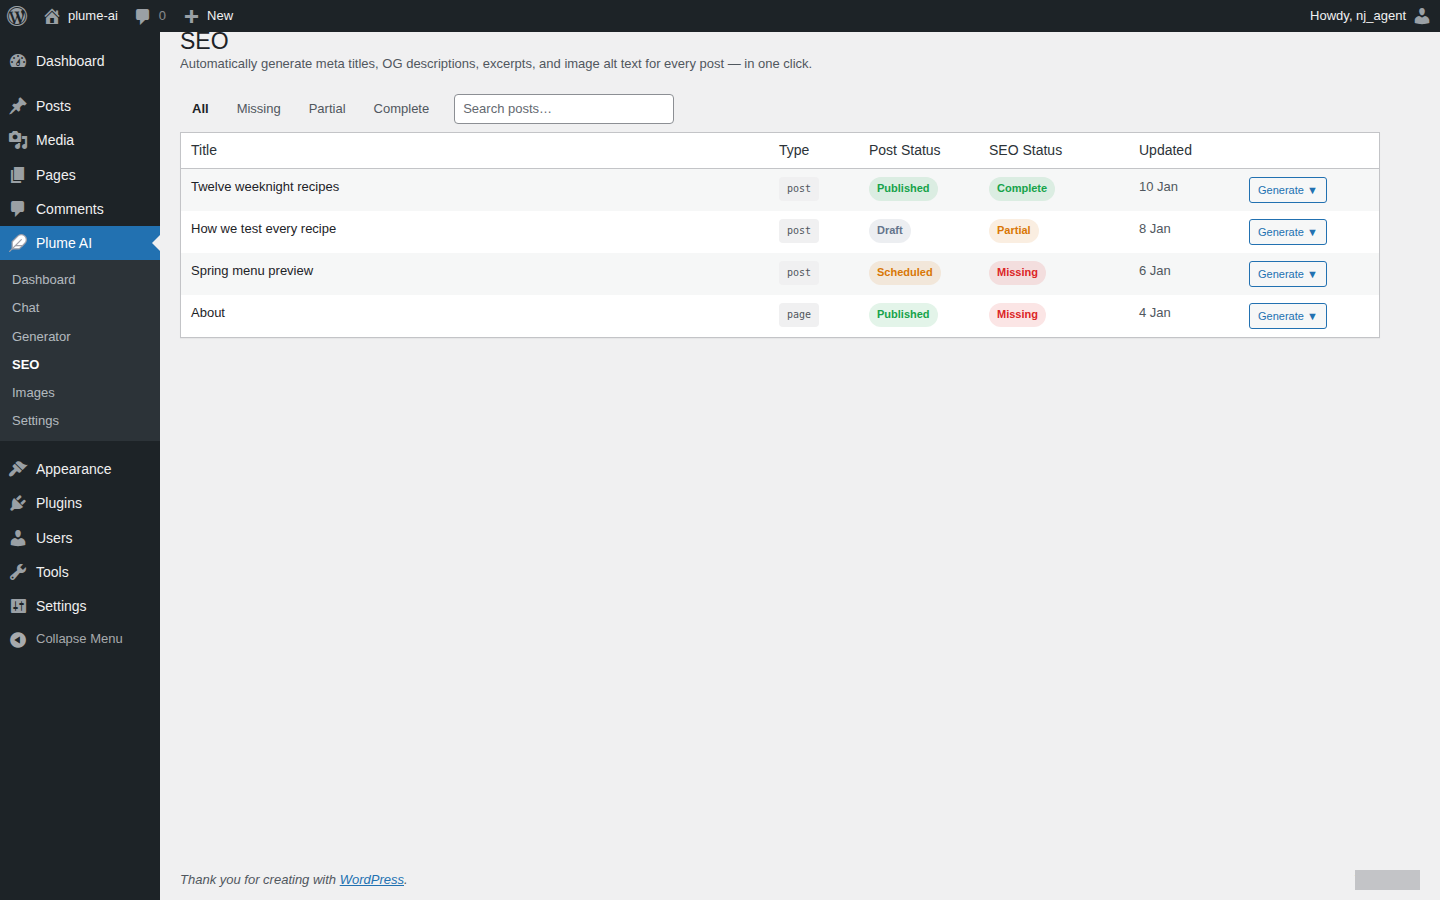 plume-ai
0
New
Howdy, nj_agent
Dashboard
Posts
Media
Pages
Comments
Plume AI
Dashboard
Chat
Generator
SEO
Images
Settings
Appearance
Plugins
Users
Tools
Settings
Collapse Menu
SEO
Automatically generate meta titles, OG descriptions, excerpts, and image alt text for every post — in one click.
All Missing Partial Complete Search posts…
Title Type Post Status SEO Status Updated
Twelve weeknight recipes post Published Complete 10 Jan Generate ▼
How we test every recipe post Draft Partial 8 Jan Generate ▼
Spring menu preview post Scheduled Missing 6 Jan Generate ▼
About page Published Missing 4 Jan Generate ▼
Thank you for creating with WordPress.